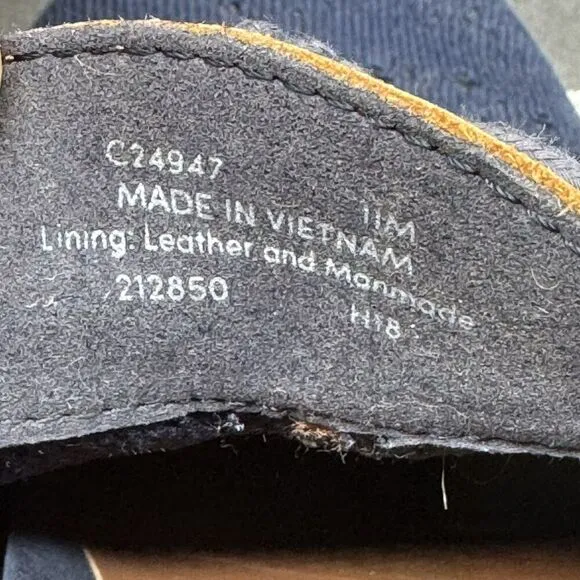 C24947 11M
MADE IN VIETNAM
Lining: Leather and Manmade
212850 H18